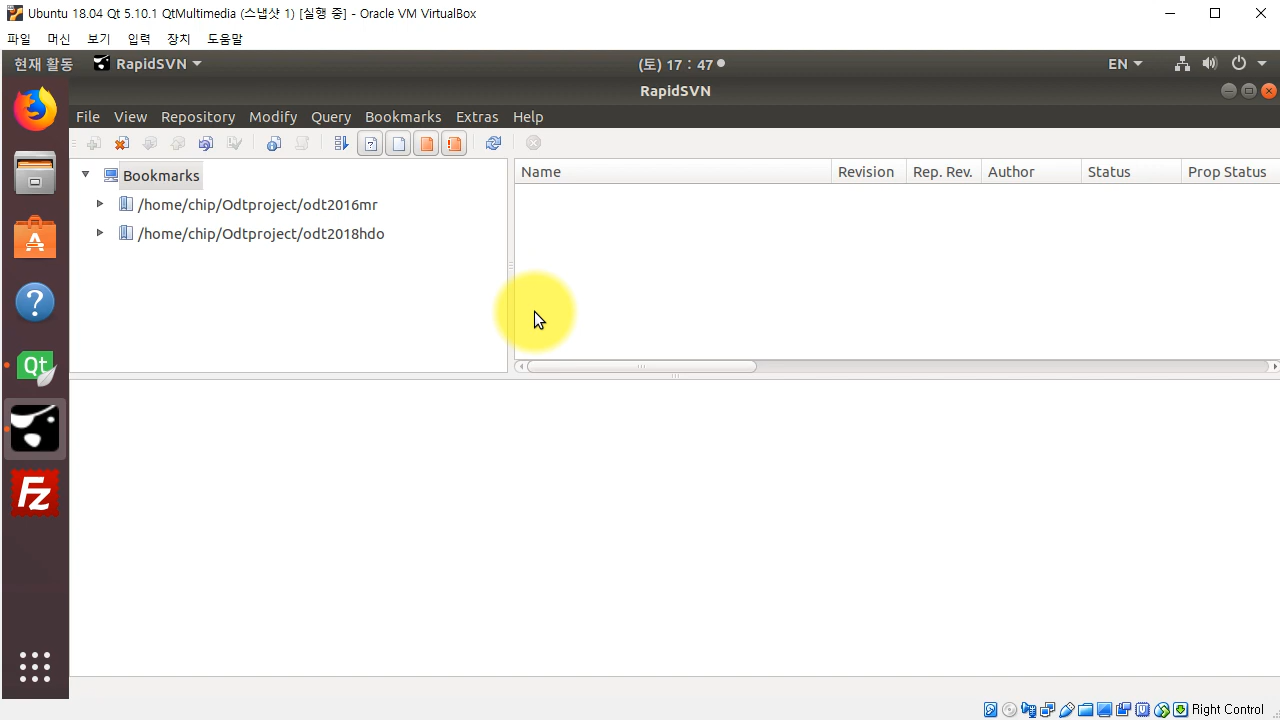 Ubuntu 18.04 Qt 5.10.1 QtMultimedia (스냅샷 1) [실행 중] - Oracle VM VirtualBox
파일 머신 보기 입력 장치 도움말
현재 활동 RapidSVN (토) 17 : 47 EN
RapidSVN
File View Repository Modify Query Bookmarks Extras Help
Bookmarks
/home/chip/Odtproject/odt2016mr
/home/chip/Odtproject/odt2018hdo
Name Revision Rep. Rev. Author Status Prop Status
Qt
Fz
Right Control